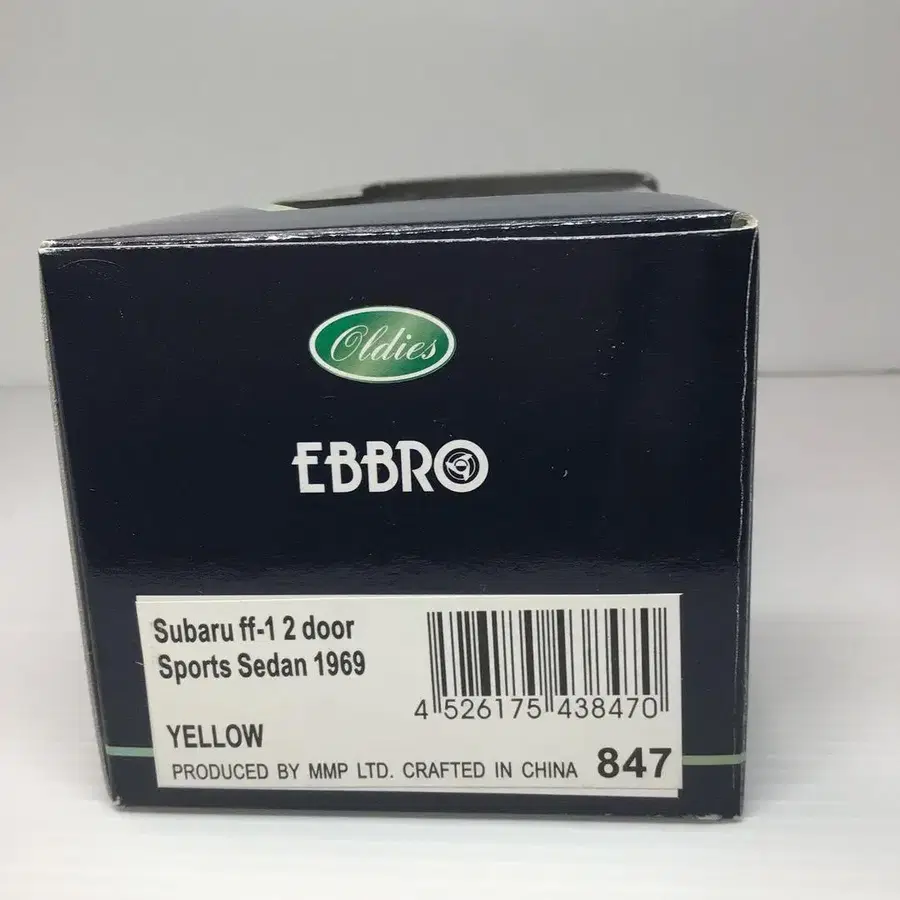 Oldies
EBBRO
Subaru ff-1 2 door
Sports Sedan 1969
YELLOW
4 526175 438470
PRODUCED BY MMP LTD. CRAFTED IN CHINA 847